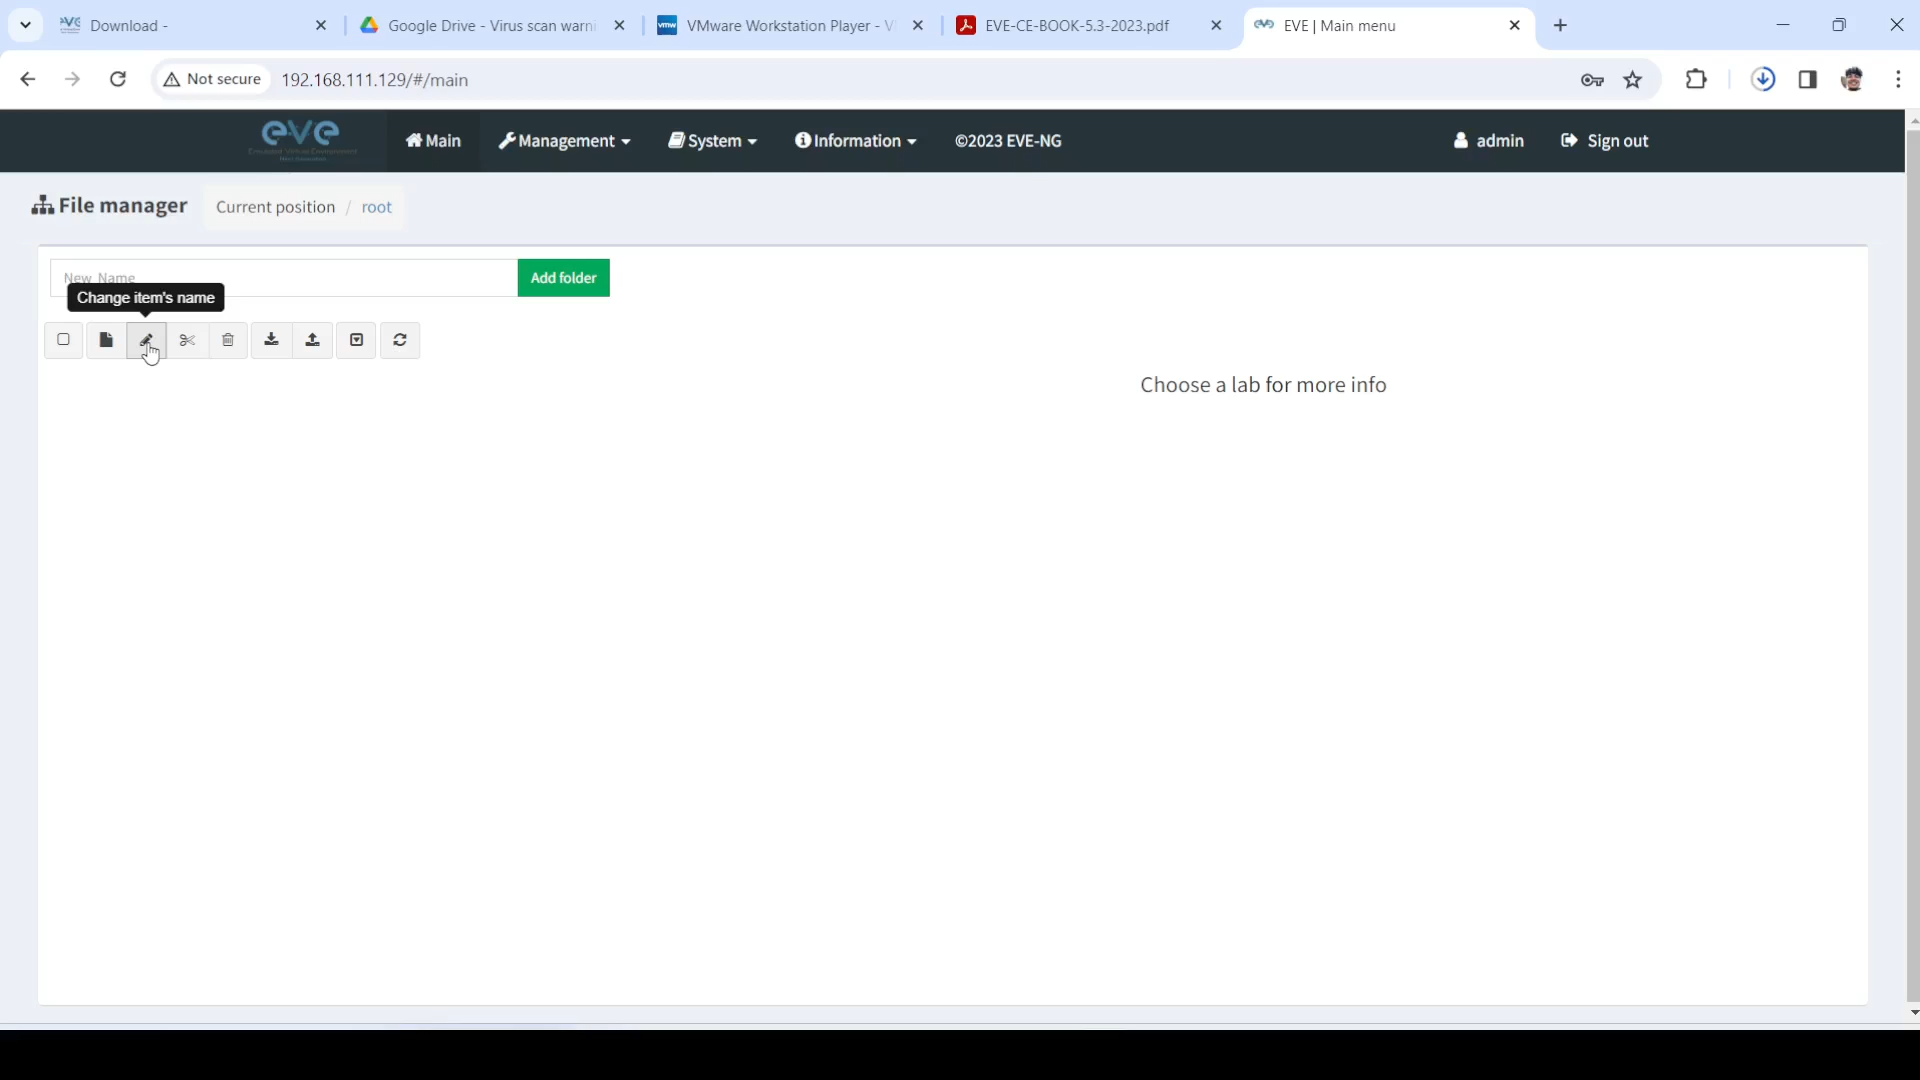 Download -
Google Drive - Virus scan warni
VMware Workstation Player - V
EVE-CE-BOOK-5.3-2023.pdf
EVE | Main menu
Not secure
192.168.111.129/#/main
eve
Main
Management
System
Information
©2023 EVE-NG
admin
Sign out
File manager
Current position / root
New Name
Add folder
Change item's name
Choose a lab for more info